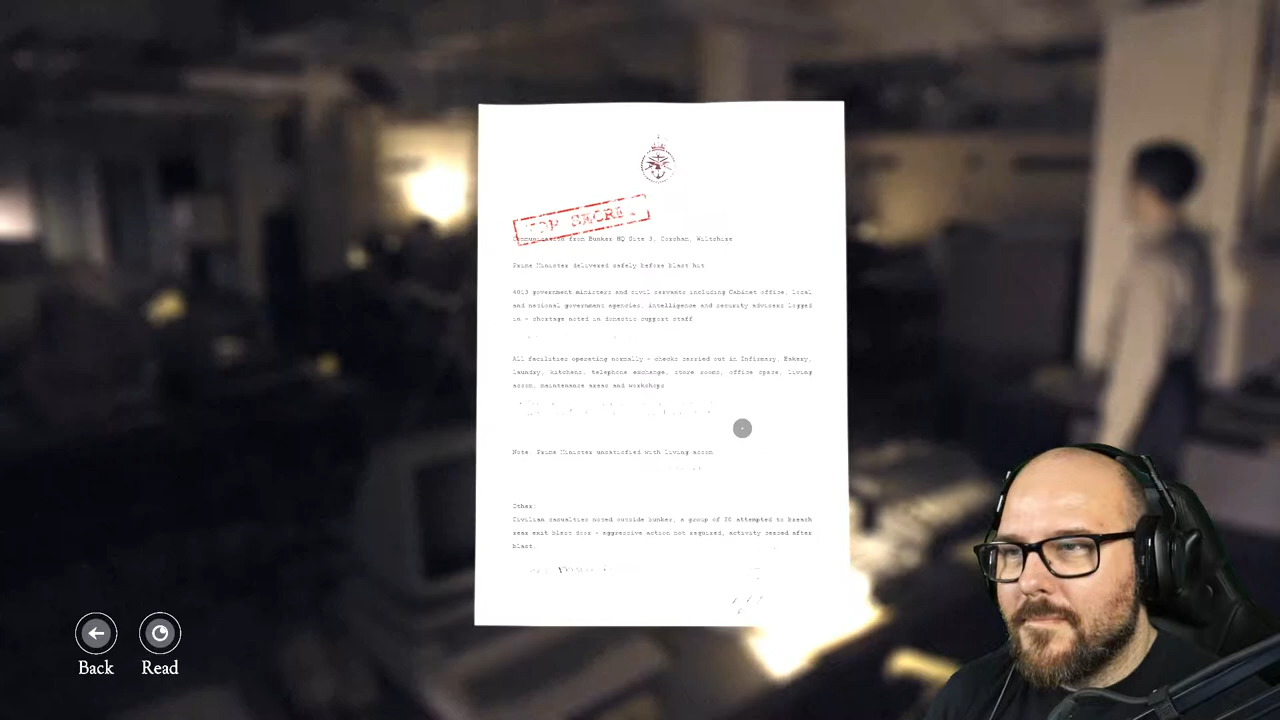 TOP SECRET
Communication from Bunker HQ Site 3, Corsham, Wiltshire
Prime Minister delivered safely before blast hit
4013 government ministers and civil servants including Cabinet office, local
and national government agencies, intelligence and security advisers logged
in - shortage noted in domestic support staff
All facilities operating normally - checks carried out in Infirmary, Bakery,
laundry, kitchens, telephone exchange, store rooms, office space, living
accom, maintenance areas and workshops
Note: Prime Minister unsatisfied with living accom
Other:
Civilian casualties noted outside bunker, a group of 20 attempted to breach
rear exit blast door - aggressive action not required, activity ceased after
blast.
Back
Read